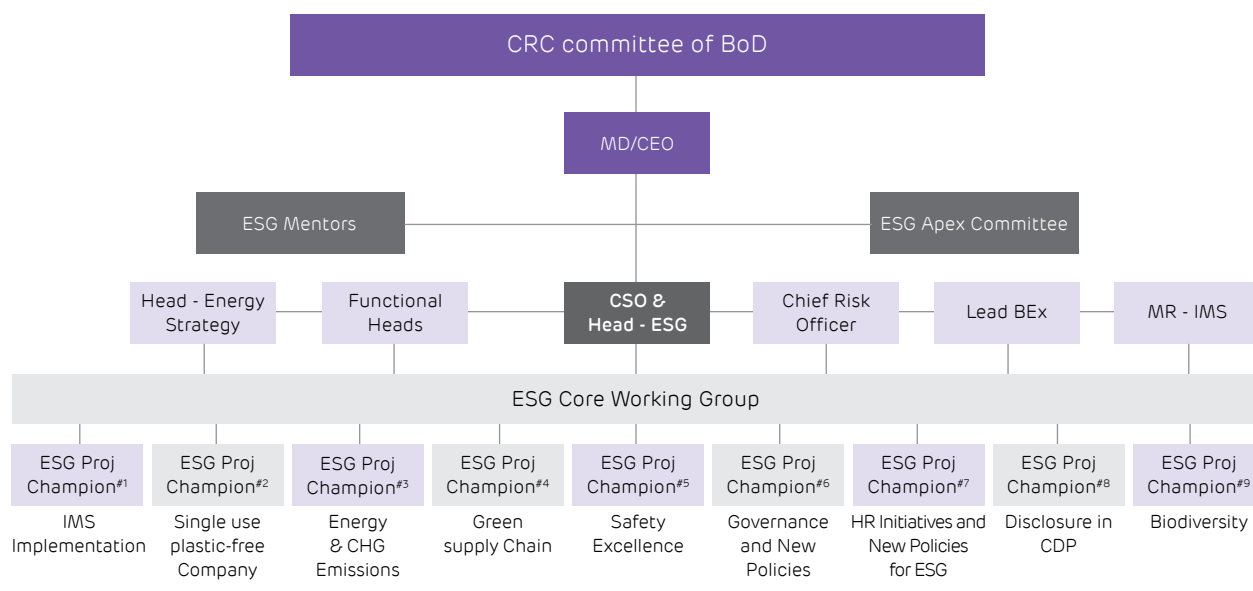 CRC committee of BoD
MD/CEO
ESG Mentors
ESG Apex Committee
Head - Energy
Strategy
Functional
Heads
CSO &
Head - ESG
Chief Risk
Officer
Lead BEx
MR - IMS
ESG Core Working Group
ESG Proj
Champion#1
IMS
Implementation
ESG Proj
Champion#2
Single use
plastic-free
Company
ESG Proj
Champion#3
Energy
& CHG
Emissions
ESG Proj
Champion#4
Green
supply Chain
ESG Proj
Champion#5
Safety
Excellence
ESG Proj
Champion#6
Governance
and New
Policies
ESG Proj
Champion#7
HR Initiatives and
New Policies
for ESG
ESG Proj
Champion#8
Disclosure in
CDP
ESG Proj
Champion#9
Biodiversity